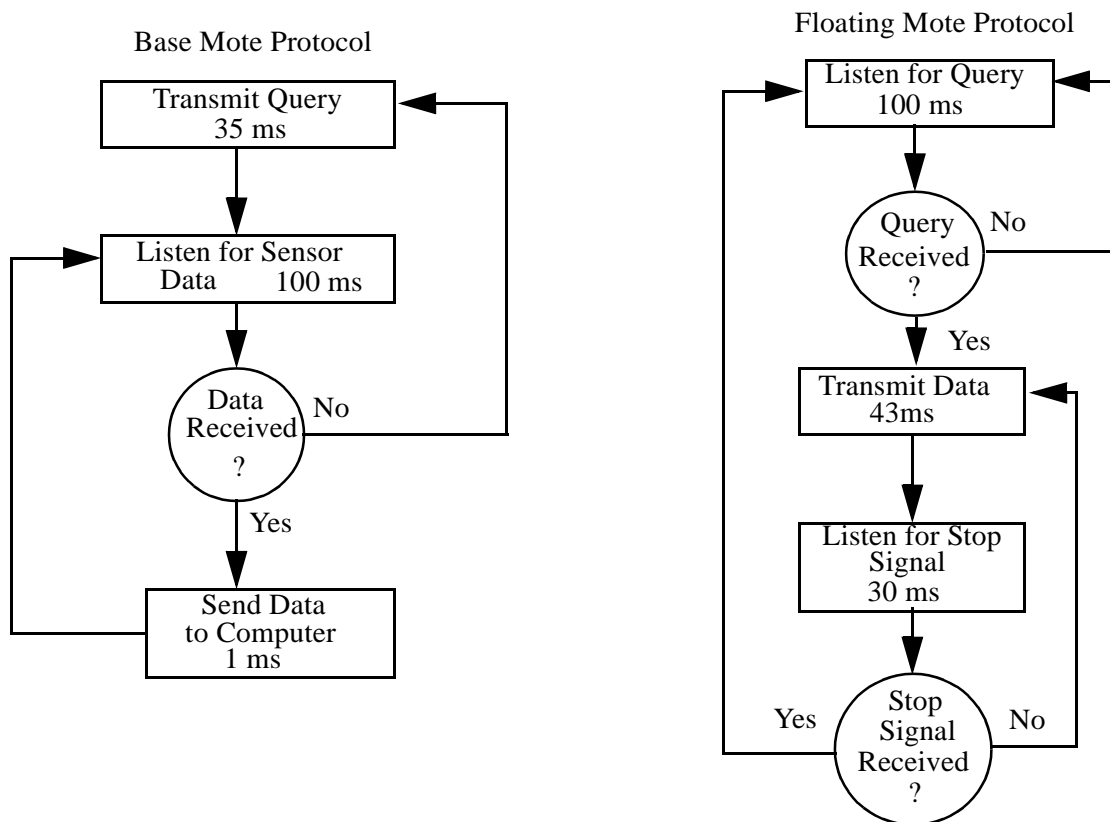 Base Mote Protocol
Transmit Query
35 ms
Listen for Sensor
Data 100 ms
Data
Received
?
No
Yes
Send Data
to Computer
1 ms
Floating Mote Protocol
Listen for Query
100 ms
Query
Received
?
No
Yes
Transmit Data
43ms
Listen for Stop
Signal
30 ms
Stop
Signal
Received
?
Yes
No